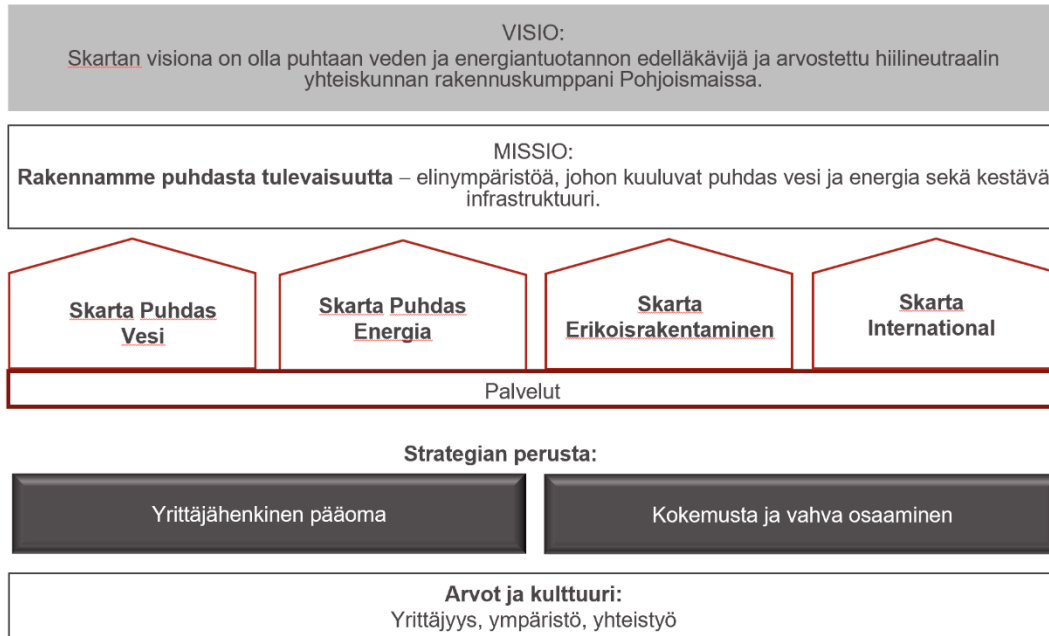 VISIO:
Skartan visiona on olla puhtaan veden ja energiantuotannon edelläkävijä ja arvostettu hiilineutraalin
yhteiskunnan rakennuskumppani Pohjoismaissa.
MISSIO:
Rakennamme puhdasta tulevaisuutta – elinympäristöä, johon kuuluvat puhdas vesi ja energia sekä kestävä
infrastruktuuri.
Skarta Puhdas
Vesi
Skarta Puhdas
Energia
Skarta
Erikoisrakentaminen
Skarta
International
Palvelut
Strategian perusta:
Yrittäjähenkinen pääoma
Kokemusta ja vahva osaaminen
Arvot ja kulttuuri:
Yrittäjyys, ympäristö, yhteistyö